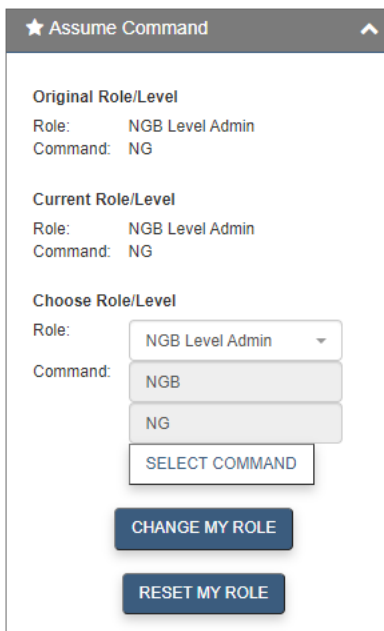 Assume Command
Original Role/Level
Role: NGB Level Admin
Command: NG
Current Role/Level
Role: NGB Level Admin
Command: NG
Choose Role/Level
Role: NGB Level Admin
Command: NGB
NG
SELECT COMMAND
CHANGE MY ROLE
RESET MY ROLE